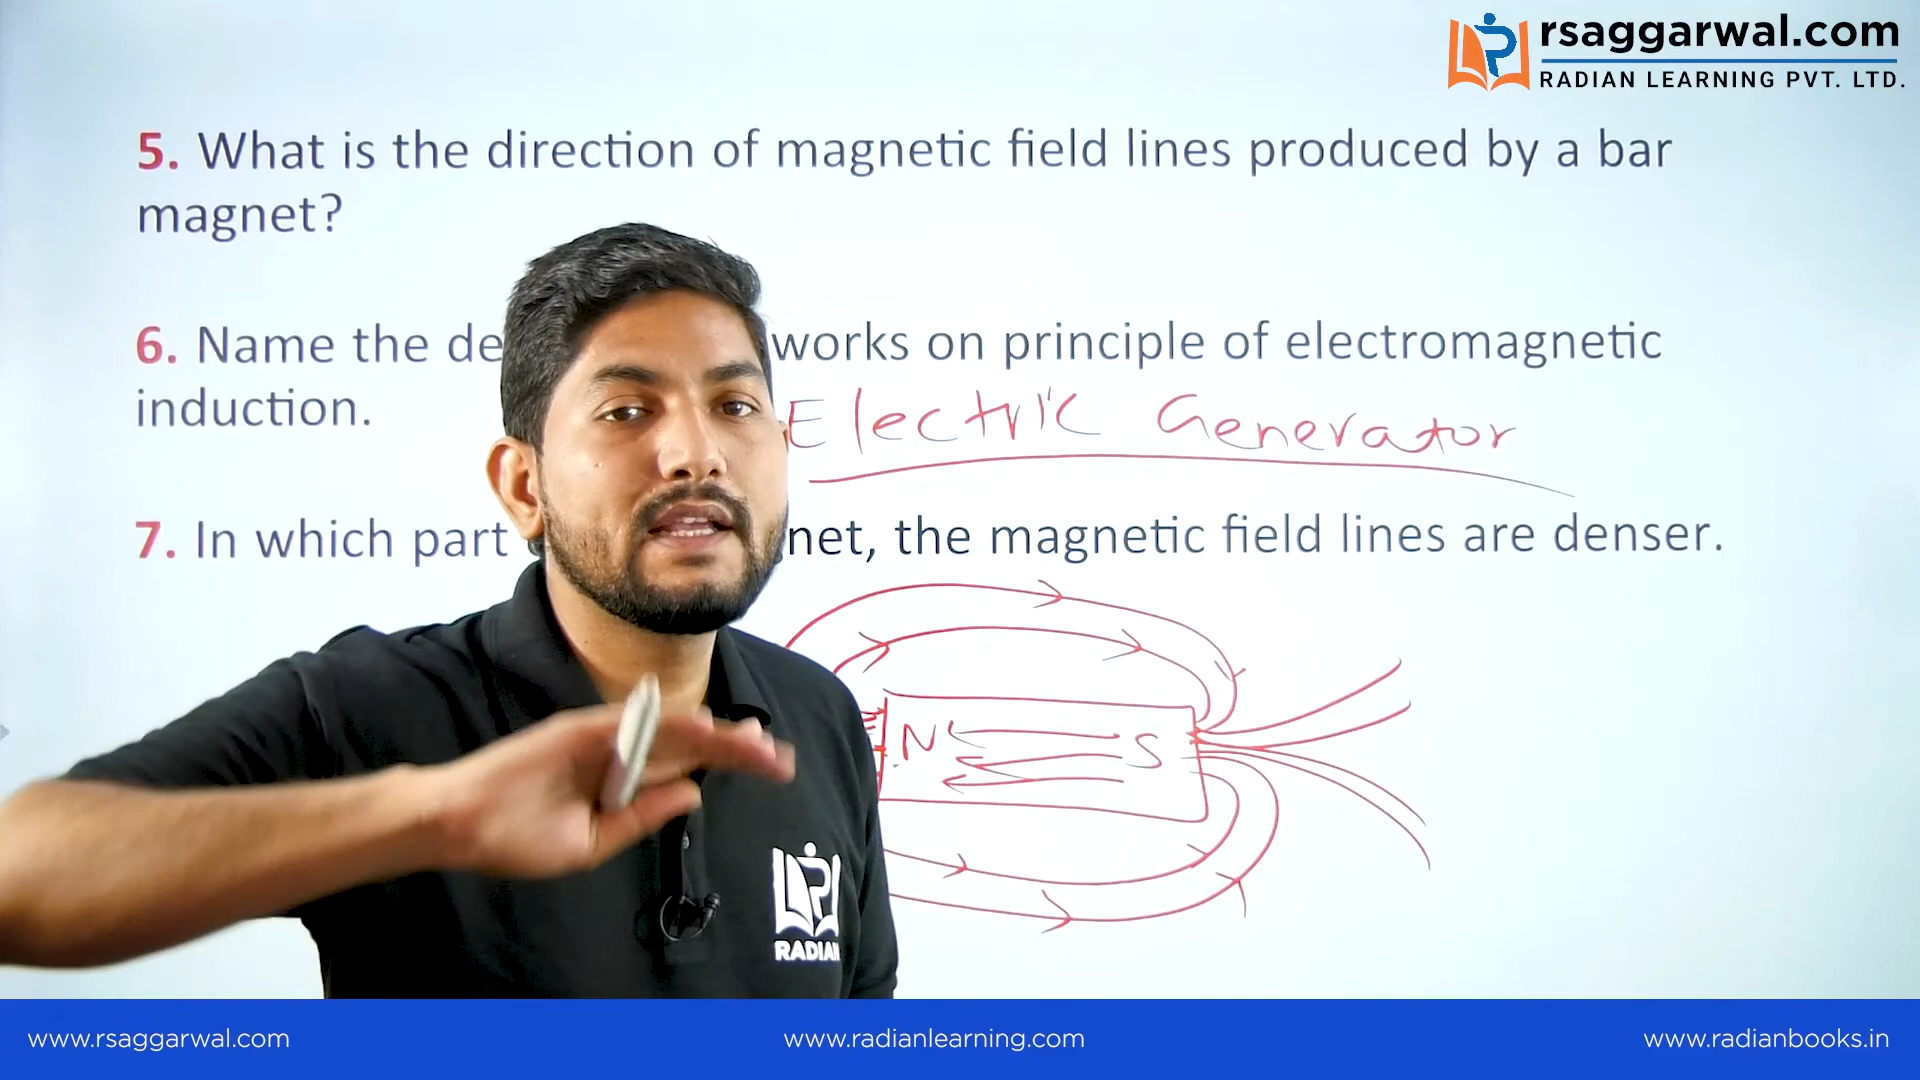 rsaggarwal.com
RADIAN LEARNING PVT. LTD.
5. What is the direction of magnetic field lines produced by a bar
magnet?
6. Name the de works on principle of electromagnetic
induction.
Electric Generator
7. In which part net, the magnetic field lines are denser.
N S
RADIAN
www.rsaggarwal.com www.radianlearning.com www.radianbooks.in